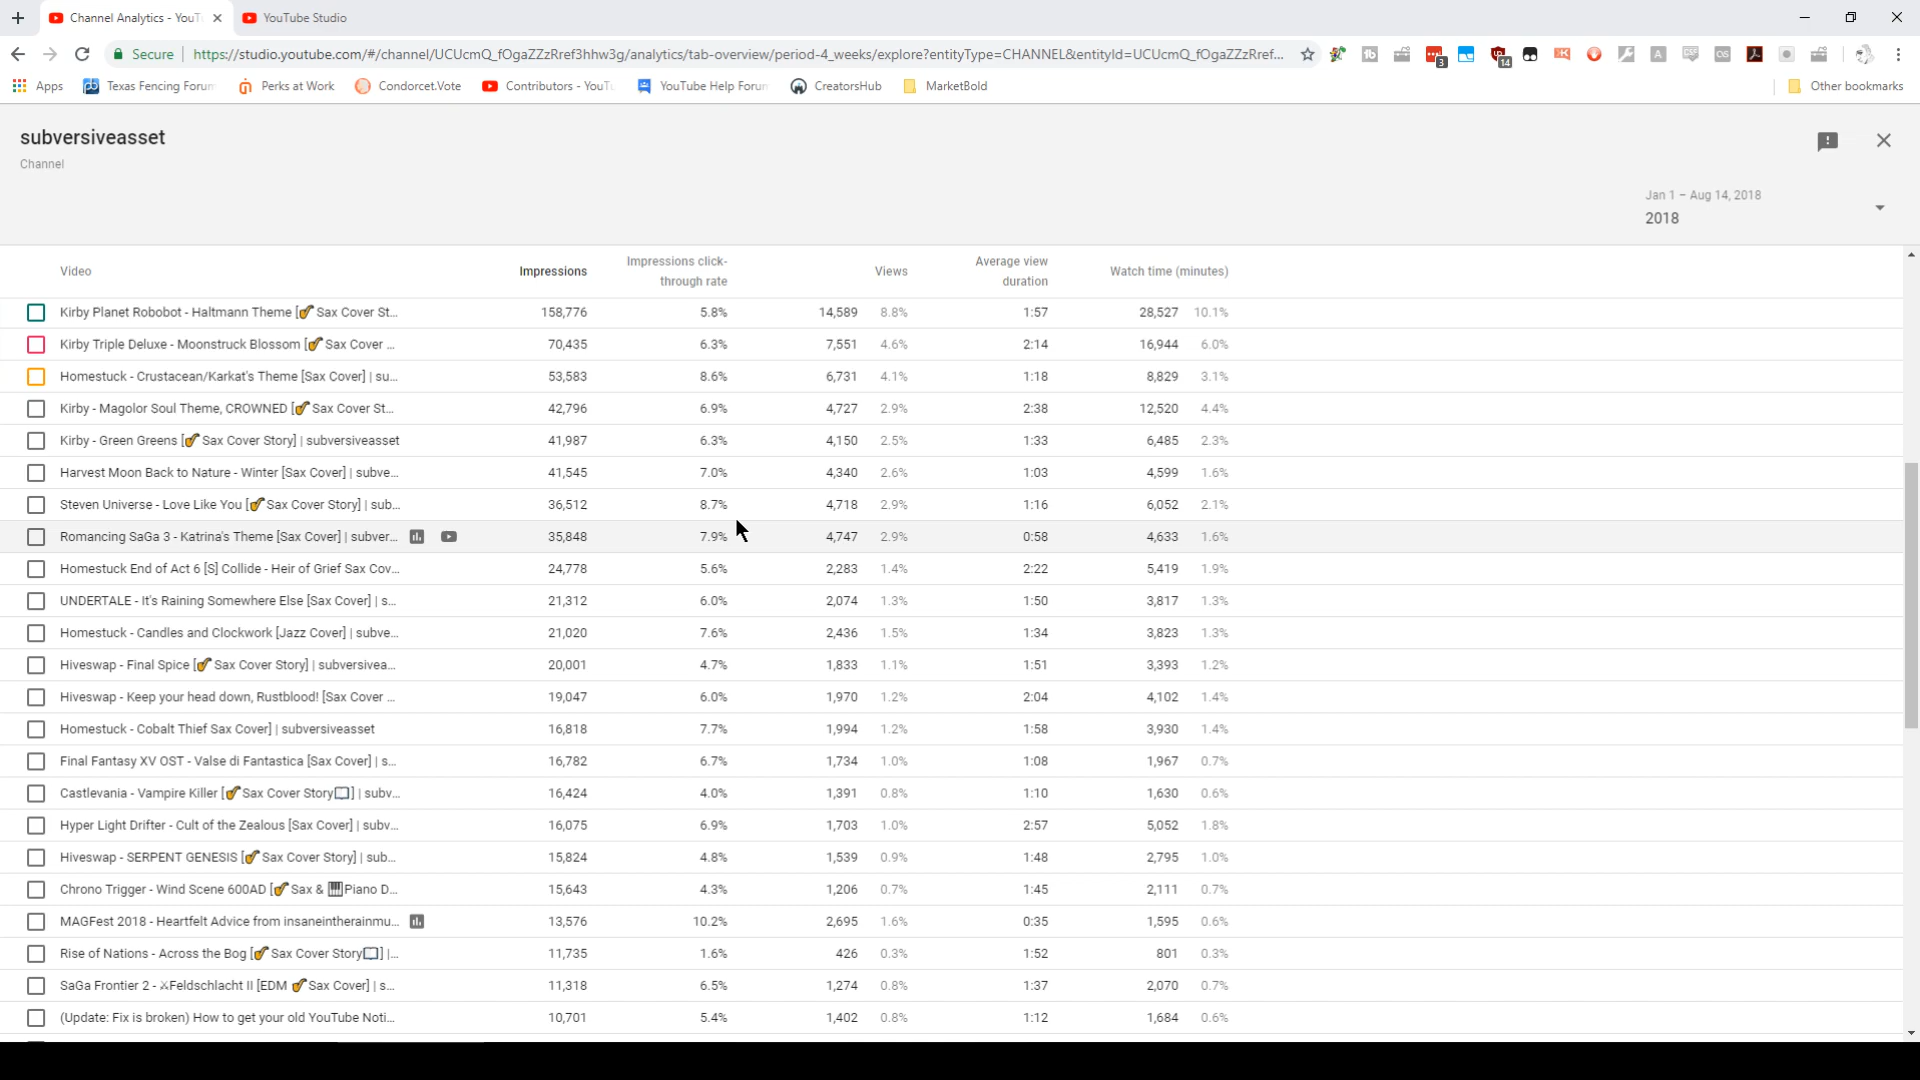 Channel Analytics - YouT
YouTube Studio
Secure
https://studio.youtube.com/#/channel/UCUcmQ_fOgaZZzRref3hhw3g/analytics/tab-overview/period-4_weeks/explore?entityType=CHANNEL&entityId=UCUcmQ_fOgaZZzRref...
3
14
Apps
Texas Fencing Forum
Perks at Work
Condorcet.Vote
Contributors - YouTu
YouTube Help Forum
CreatorsHub
MarketBold
Other bookmarks
subversiveasset
Channel
Jan 1 – Aug 14, 2018
2018
Video Impressions Impressions click-through rate Views Average view duration Watch time (minutes)
Kirby Planet Robobot - Haltmann Theme [🎷 Sax Cover St... 158,776 5.8% 14,589 8.8% 1:57 28,527 10.1%
Kirby Triple Deluxe - Moonstruck Blossom [🎷 Sax Cover ... 70,435 6.3% 7,551 4.6% 2:14 16,944 6.0%
Homestuck - Crustacean/Karkat's Theme [Sax Cover] | su... 53,583 8.6% 6,731 4.1% 1:18 8,829 3.1%
Kirby - Magolor Soul Theme, CROWNED [🎷 Sax Cover St... 42,796 6.9% 4,727 2.9% 2:38 12,520 4.4%
Kirby - Green Greens [🎷 Sax Cover Story] | subversiveasset 41,987 6.3% 4,150 2.5% 1:33 6,485 2.3%
Harvest Moon Back to Nature - Winter [Sax Cover] | subve... 41,545 7.0% 4,340 2.6% 1:03 4,599 1.6%
Steven Universe - Love Like You [🎷 Sax Cover Story] | sub... 36,512 8.7% 4,718 2.9% 1:16 6,052 2.1%
Romancing SaGa 3 - Katrina's Theme [Sax Cover] | subver... 35,848 7.9% 4,747 2.9% 0:58 4,633 1.6%
Homestuck End of Act 6 [S] Collide - Heir of Grief Sax Cov... 24,778 5.6% 2,283 1.4% 2:22 5,419 1.9%
UNDERTALE - It's Raining Somewhere Else [Sax Cover] | s... 21,312 6.0% 2,074 1.3% 1:50 3,817 1.3%
Homestuck - Candles and Clockwork [Jazz Cover] | subve... 21,020 7.6% 2,436 1.5% 1:34 3,823 1.3%
Hiveswap - Final Spice [🎷 Sax Cover Story] | subversivea... 20,001 4.7% 1,833 1.1% 1:51 3,393 1.2%
Hiveswap - Keep your head down, Rustblood! [Sax Cover ... 19,047 6.0% 1,970 1.2% 2:04 4,102 1.4%
Homestuck - Cobalt Thief Sax Cover] | subversiveasset 16,818 7.7% 1,994 1.2% 1:58 3,930 1.4%
Final Fantasy XV OST - Valse di Fantastica [Sax Cover] | s... 16,782 6.7% 1,734 1.0% 1:08 1,967 0.7%
Castlevania - Vampire Killer [🎷 Sax Cover Story📖] | subv... 16,424 4.0% 1,391 0.8% 1:10 1,630 0.6%
Hyper Light Drifter - Cult of the Zealous [Sax Cover] | subv... 16,075 6.9% 1,703 1.0% 2:57 5,052 1.8%
Hiveswap - SERPENT GENESIS [🎷 Sax Cover Story] | sub... 15,824 4.8% 1,539 0.9% 1:48 2,795 1.0%
Chrono Trigger - Wind Scene 600AD [🎷 Sax & 🎹Piano D... 15,643 4.3% 1,206 0.7% 1:45 2,111 0.7%
MAGFest 2018 - Heartfelt Advice from insaneintherainmu... 13,576 10.2% 2,695 1.6% 0:35 1,595 0.6%
Rise of Nations - Across the Bog [🎷 Sax Cover Story📖] |... 11,735 1.6% 426 0.3% 1:52 801 0.3%
SaGa Frontier 2 - ⚔Feldschlacht II [EDM 🎷 Sax Cover] | s... 11,318 6.5% 1,274 0.8% 1:37 2,070 0.7%
(Update: Fix is broken) How to get your old YouTube Noti... 10,701 5.4% 1,402 0.8% 1:12 1,684 0.6%